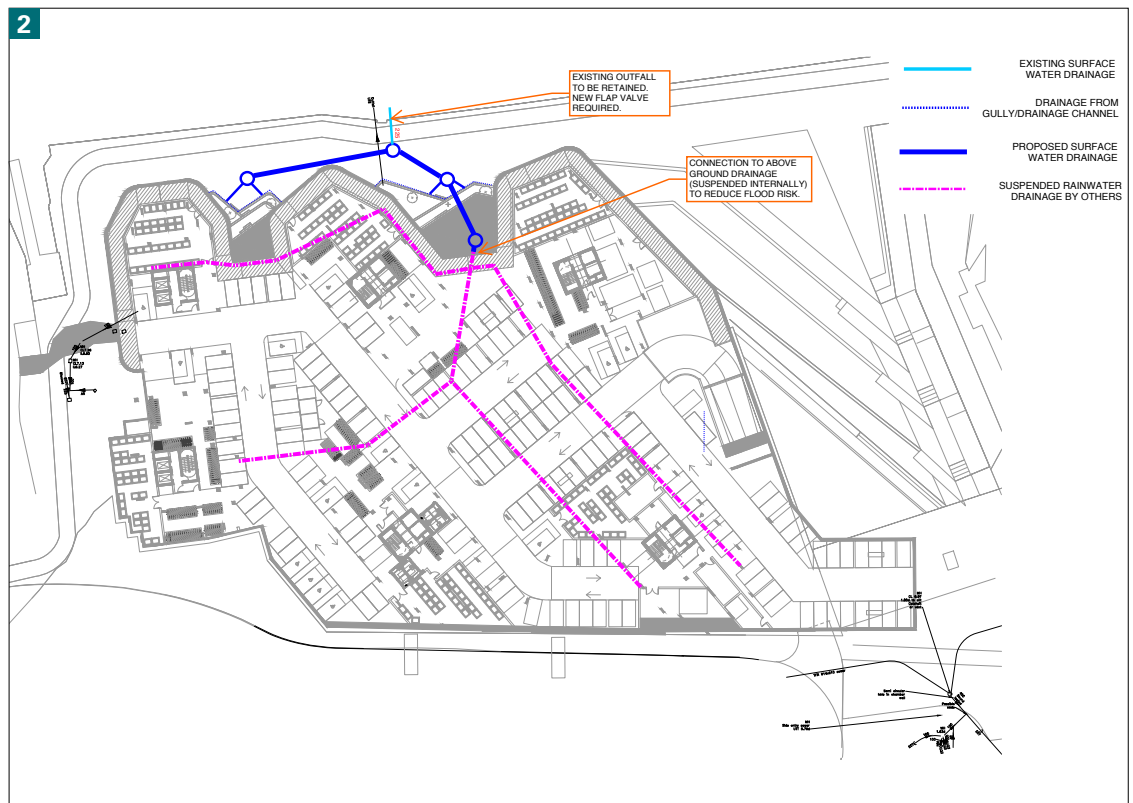 2
EXISTING OUTFALL
TO BE RETAINED.
NEW FLAP VALVE
REQUIRED.
225
CONNECTION TO ABOVE
GROUND DRAINAGE
(SUSPENDED INTERNALLY)
TO REDUCE FLOOD RISK.
EXISTING SURFACE
WATER DRAINAGE
DRAINAGE FROM
GULLY/DRAINAGE CHANNEL
PROPOSED SURFACE
WATER DRAINAGE
SUSPENDED RAINWATER
DRAINAGE BY OTHERS